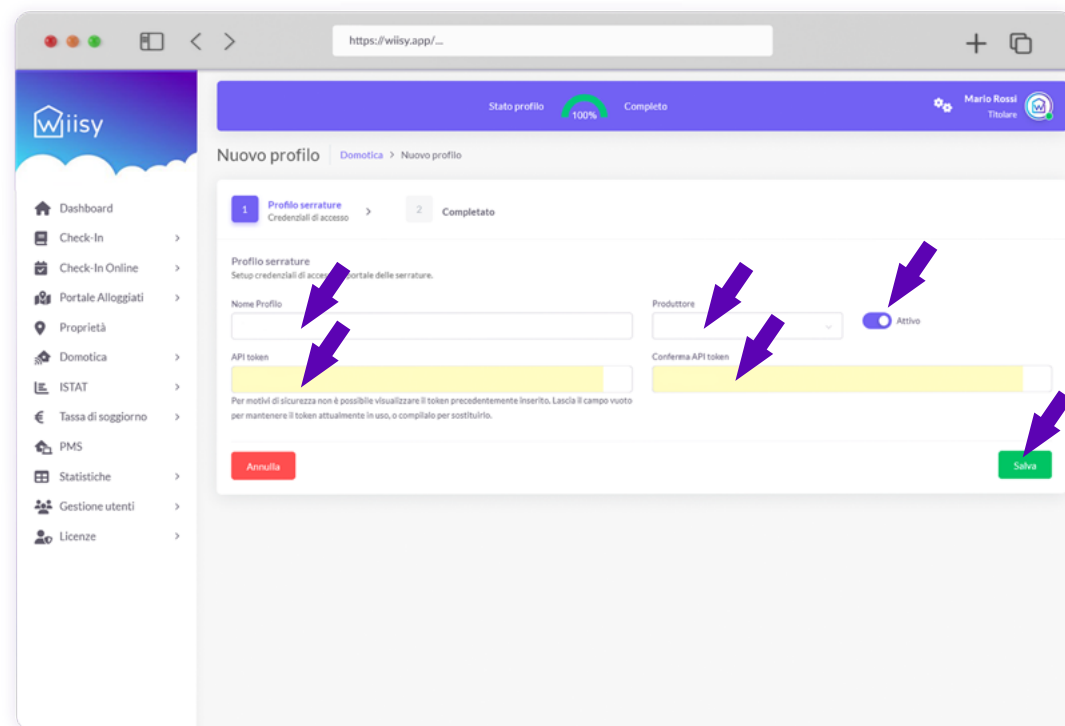 https://wiisy.app/...
Wiisy
Stato profilo
100%
Completo
Mario Rossi
Titolare
Nuovo profilo
Domotica > Nuovo profilo
Dashboard
Check-In
Check-In Online
Portale Alloggiati
Proprietà
Domotica
ISTAT
Tassa di soggiorno
PMS
Statistiche
Gestione utenti
Licenze
1
Profilo serrature
Credenziali di accesso
2
Completato
Profilo serrature
Setup credenziali di portale delle serrature.
Nome Profilo
Produttore
Attivo
API token
Conferma API token
Per motivi di sicurezza non è possibile visualizzare il token precedentemente inserito. Lascia il campo vuoto
per mantenere il token attualmente in uso, o compilalo per sostituirlo.
Annulla
Salva